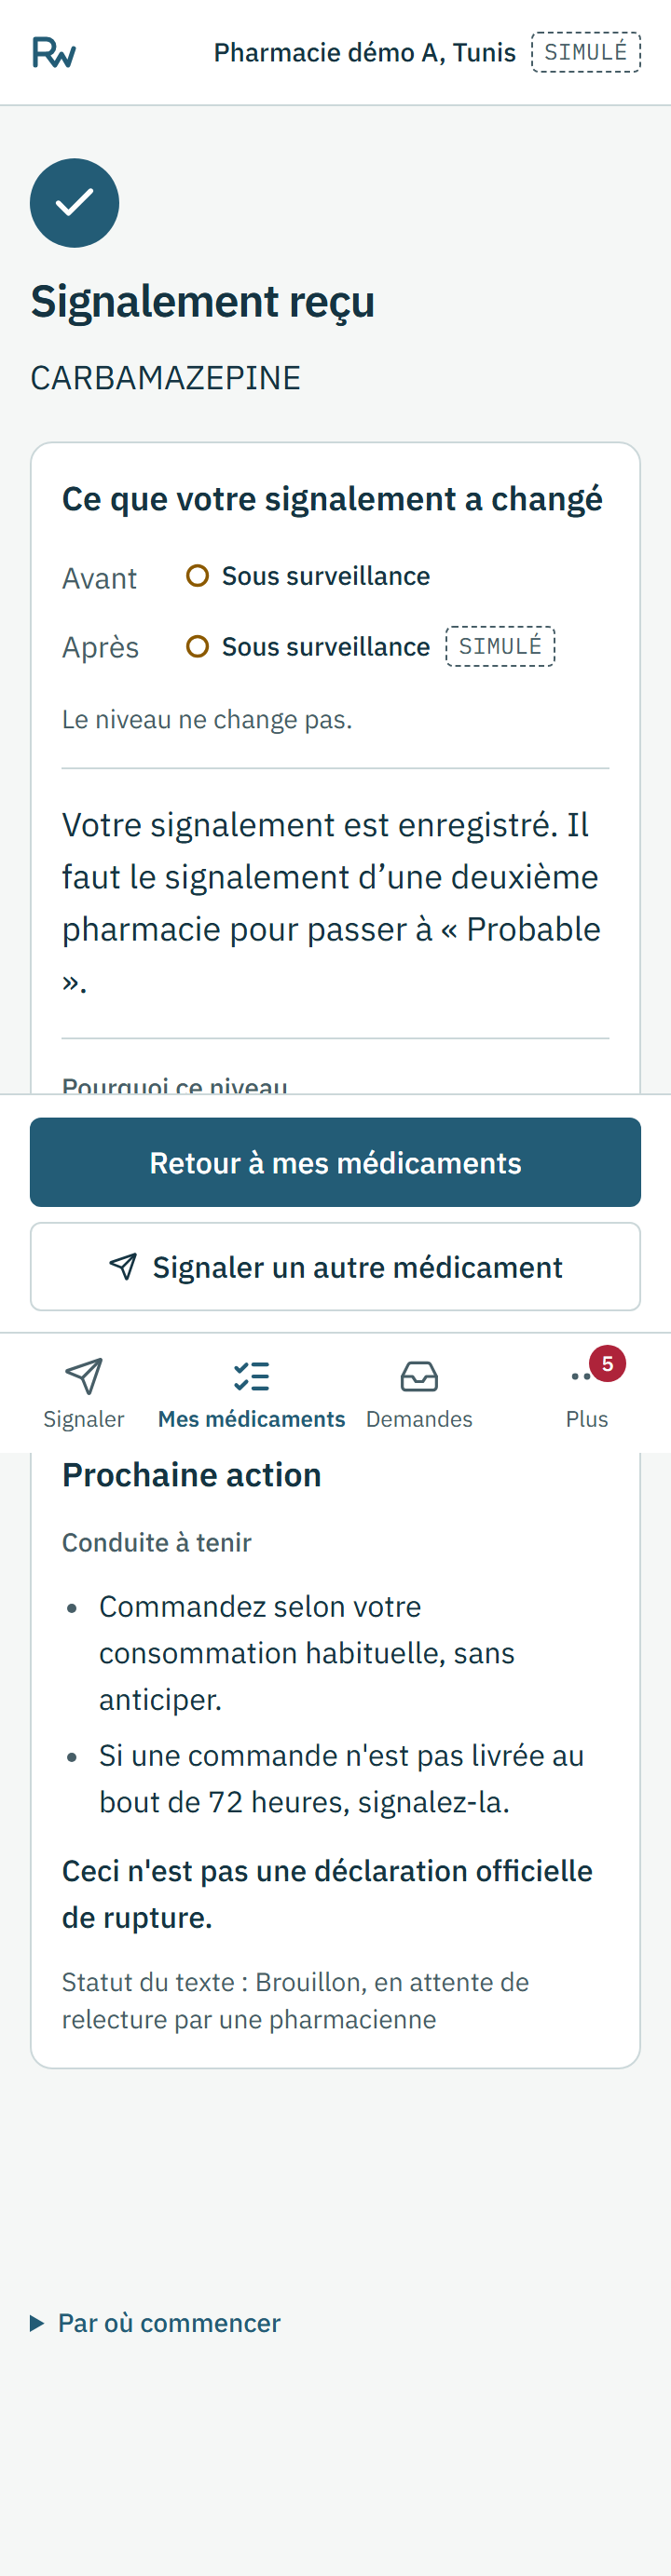 Rw
Pharmacie démo A, Tunis SIMULÉ
Signalement reçu
CARBAMAZEPINE
Ce que votre signalement a changé
Avant Sous surveillance
Après Sous surveillance SIMULÉ
Le niveau ne change pas.
Votre signalement est enregistré. Il
faut le signalement d’une deuxième
pharmacie pour passer à « Probable
».
Pourquoi ce niveau
Retour à mes médicaments
Signaler un autre médicament
5
Signaler Mes médicaments Demandes Plus
Prochaine action
Conduite à tenir
• Commandez selon votre
consommation habituelle, sans
anticiper.
• Si une commande n'est pas livrée au
bout de 72 heures, signalez-la.
Ceci n'est pas une déclaration officielle
de rupture.
Statut du texte : Brouillon, en attente de
relecture par une pharmacienne
Par où commencer